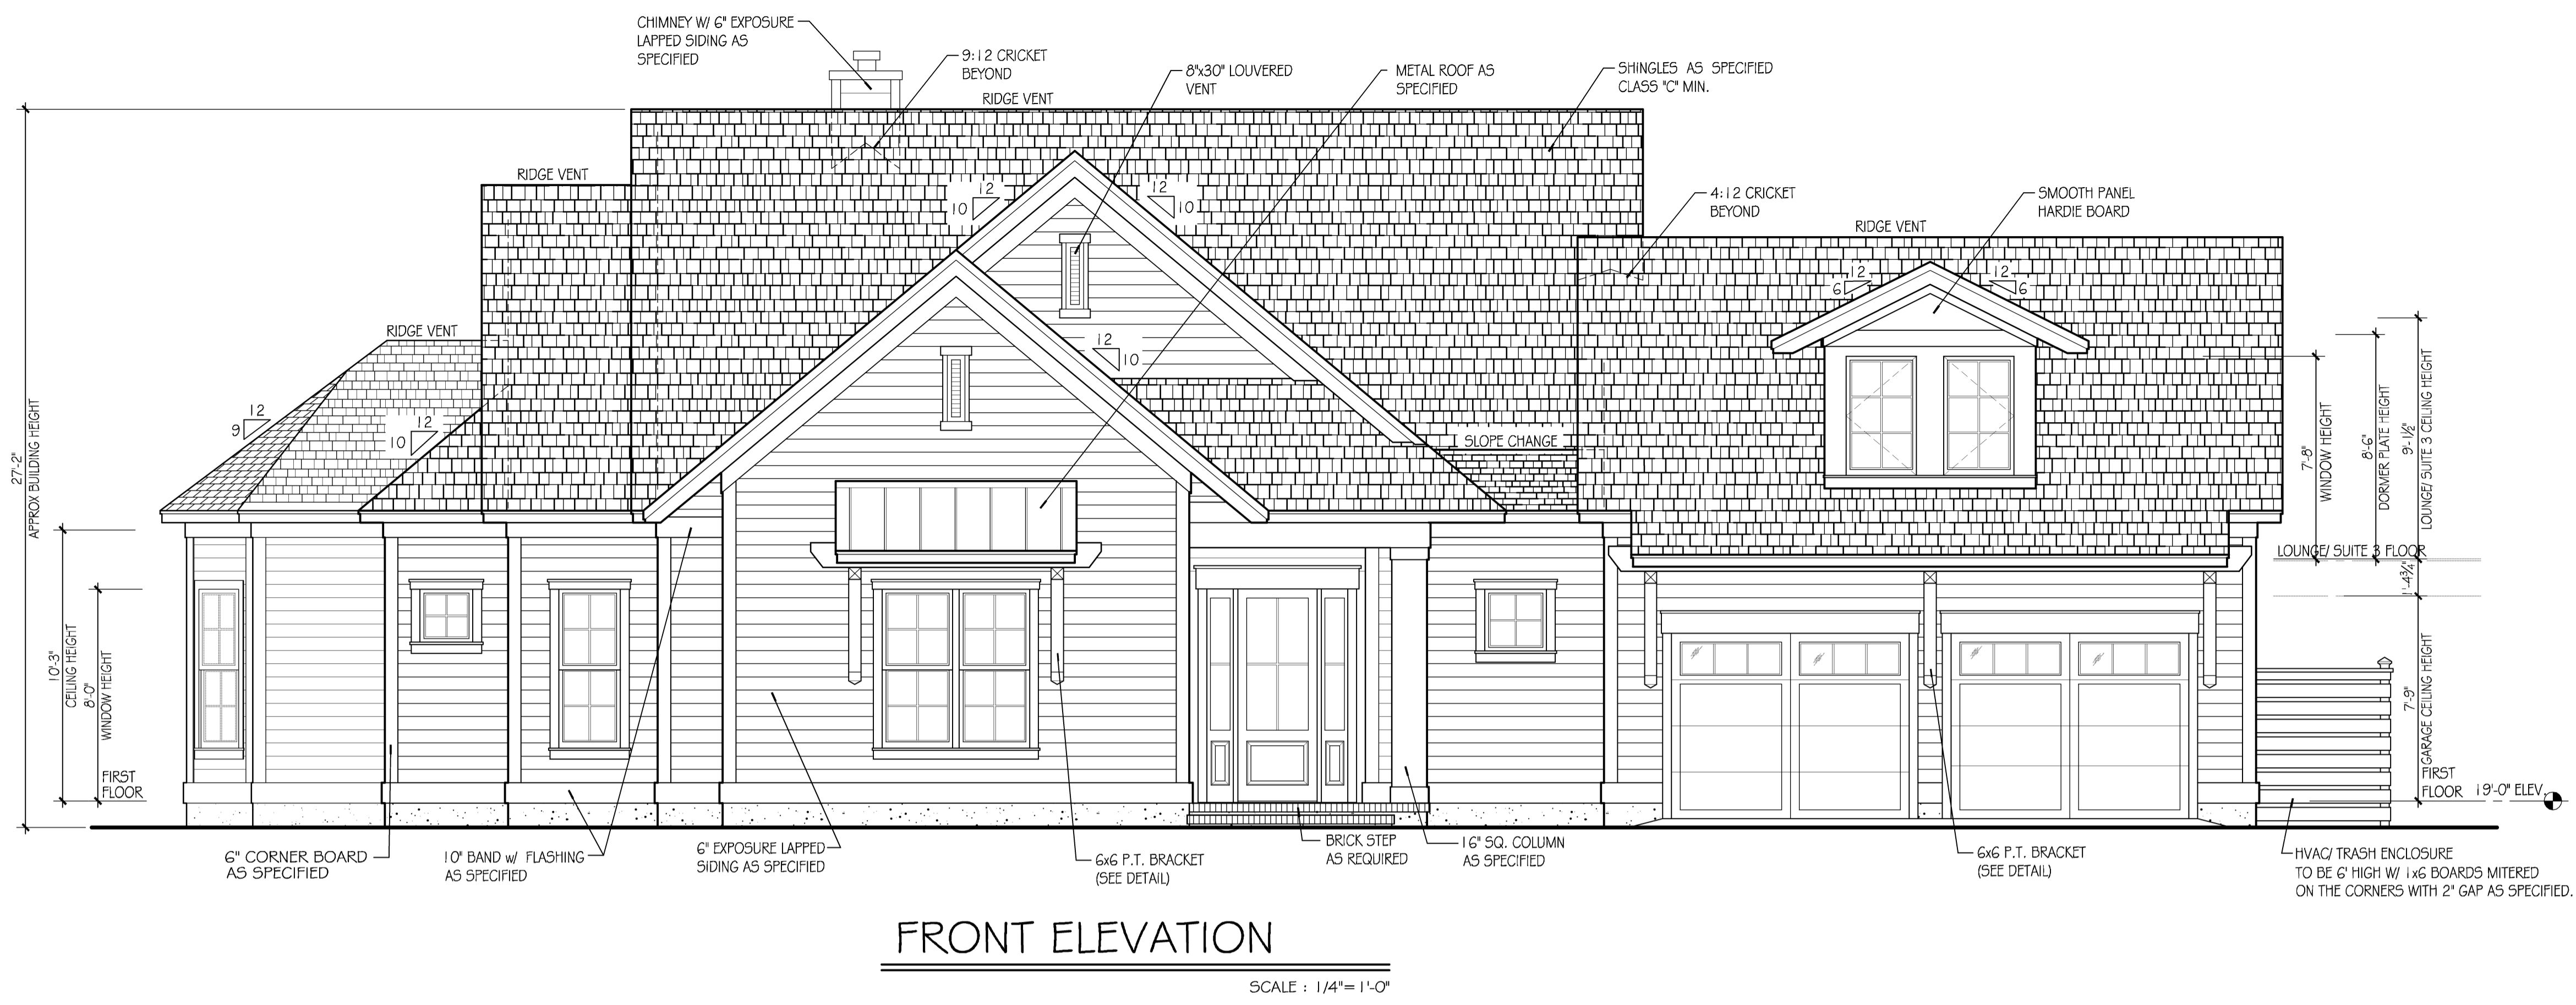 CHIMNEY W/ 6" EXPOSURE
LAPPED SIDING AS
SPECIFIED
9:12 CRICKET
BEYOND
8"x30" LOUVERED
VENT
METAL ROOF AS
SPECIFIED
SHINGLES AS SPECIFIED
CLASS "C" MIN.
RIDGE VENT
RIDGE VENT
12
10
12
10
4:12 CRICKET
BEYOND
SMOOTH PANEL
HARDIE BOARD
RIDGE VENT
12
6
12
6
RIDGE VENT
12
10
12
9
12
10
SLOPE CHANGE
27'-2"
APPROX BUILDING HEIGHT
10'-3"
CEILING HEIGHT
8'-0"
WINDOW HEIGHT
FIRST
FLOOR
7'-8"
WINDOW HEIGHT
8'-6"
DORMER PLATE HEIGHT
9'-1½"
LOUNGE/ SUITE 3 CEILING HEIGHT
LOUNGE/ SUITE 3 FLOOR
1'-4¾"
7'-9"
GARAGE CEILING HEIGHT
FIRST
FLOOR 19'-0" ELEV.
6" CORNER BOARD
AS SPECIFIED
10" BAND w/ FLASHING
AS SPECIFIED
6" EXPOSURE LAPPED
SIDING AS SPECIFIED
6x6 P.T. BRACKET
(SEE DETAIL)
BRICK STEP
AS REQUIRED
16" SQ. COLUMN
AS SPECIFIED
6x6 P.T. BRACKET
(SEE DETAIL)
HVAC/ TRASH ENCLOSURE
TO BE 6' HIGH W/ 1x6 BOARDS MITERED
ON THE CORNERS WITH 2" GAP AS SPECIFIED.
FRONT ELEVATION
SCALE : 1/4"= 1'-0"